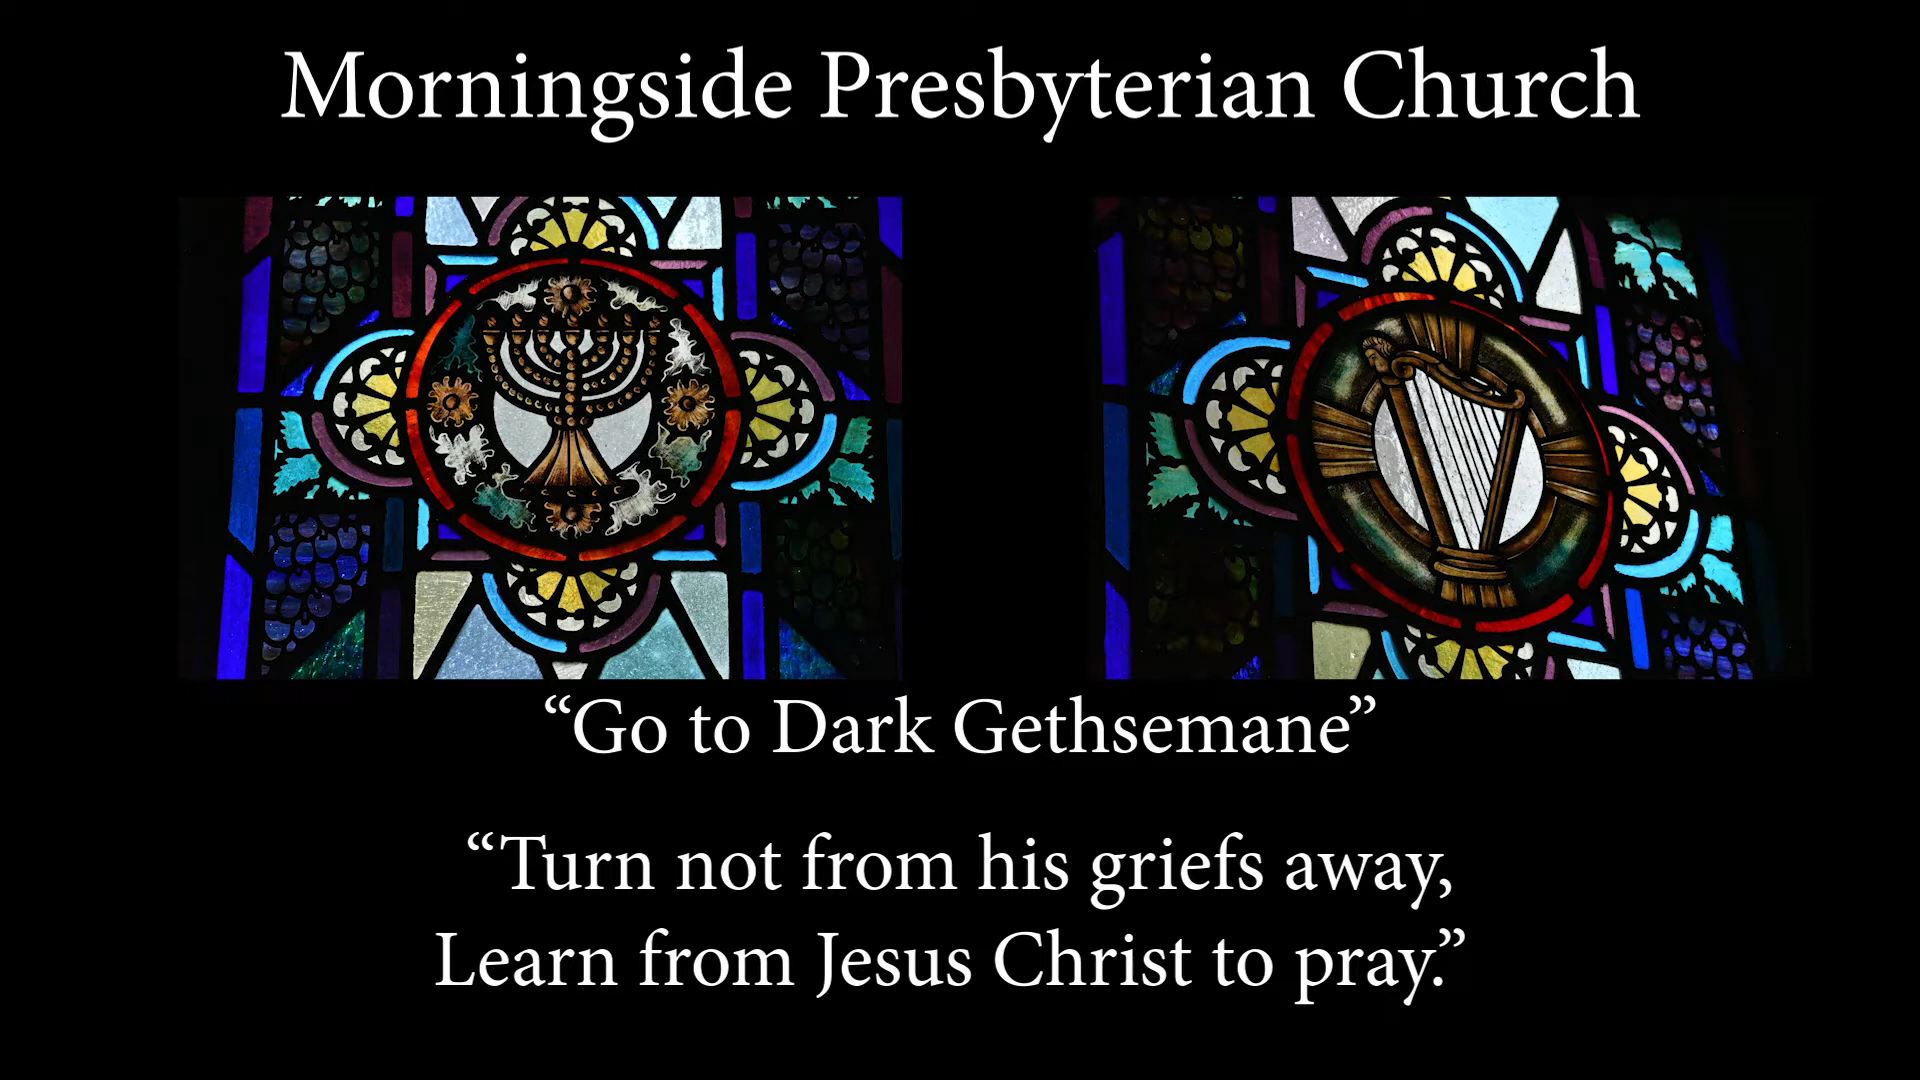 Morningside Presbyterian Church
“Go to Dark Gethsemane”
“Turn not from his griefs away,
Learn from Jesus Christ to pray.”